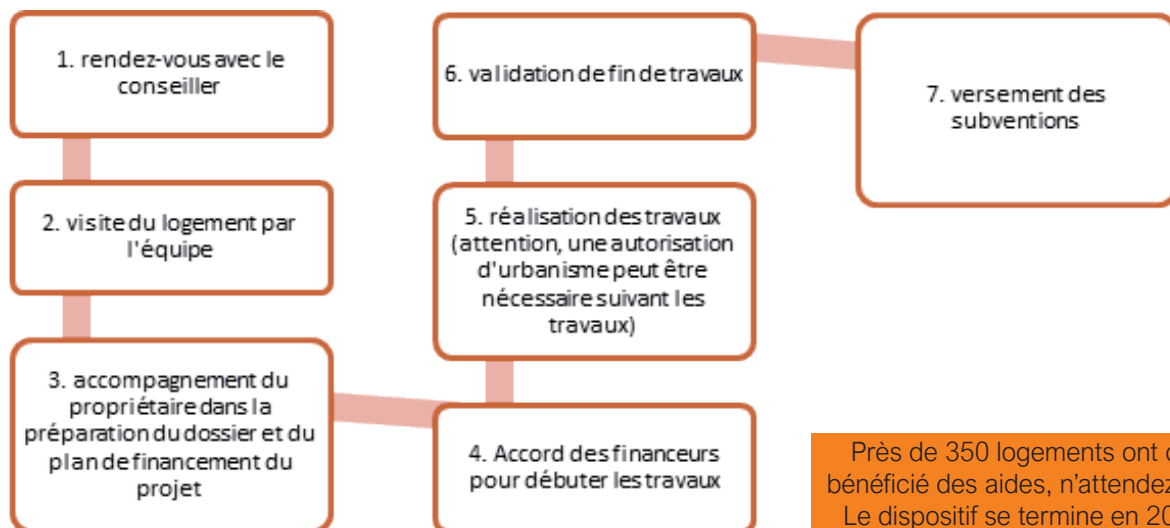 1. rendez-vous avec le
conseiller
2. visite du logement par
l'équipe
3. accompagnement du
propriétaire dans la
préparation du dossier et du
plan de financement du
projet
4. Accord des financeurs
pour débuter les travaux
5. réalisation des travaux
(attention, une autorisation
d'urbanisme peut être
nécessaire suivant les
travaux)
6. validation de fin de travaux
7. versement des
subventions
Près de 350 logements ont
bénéficié des aides, n’attendez
Le dispositif se termine en